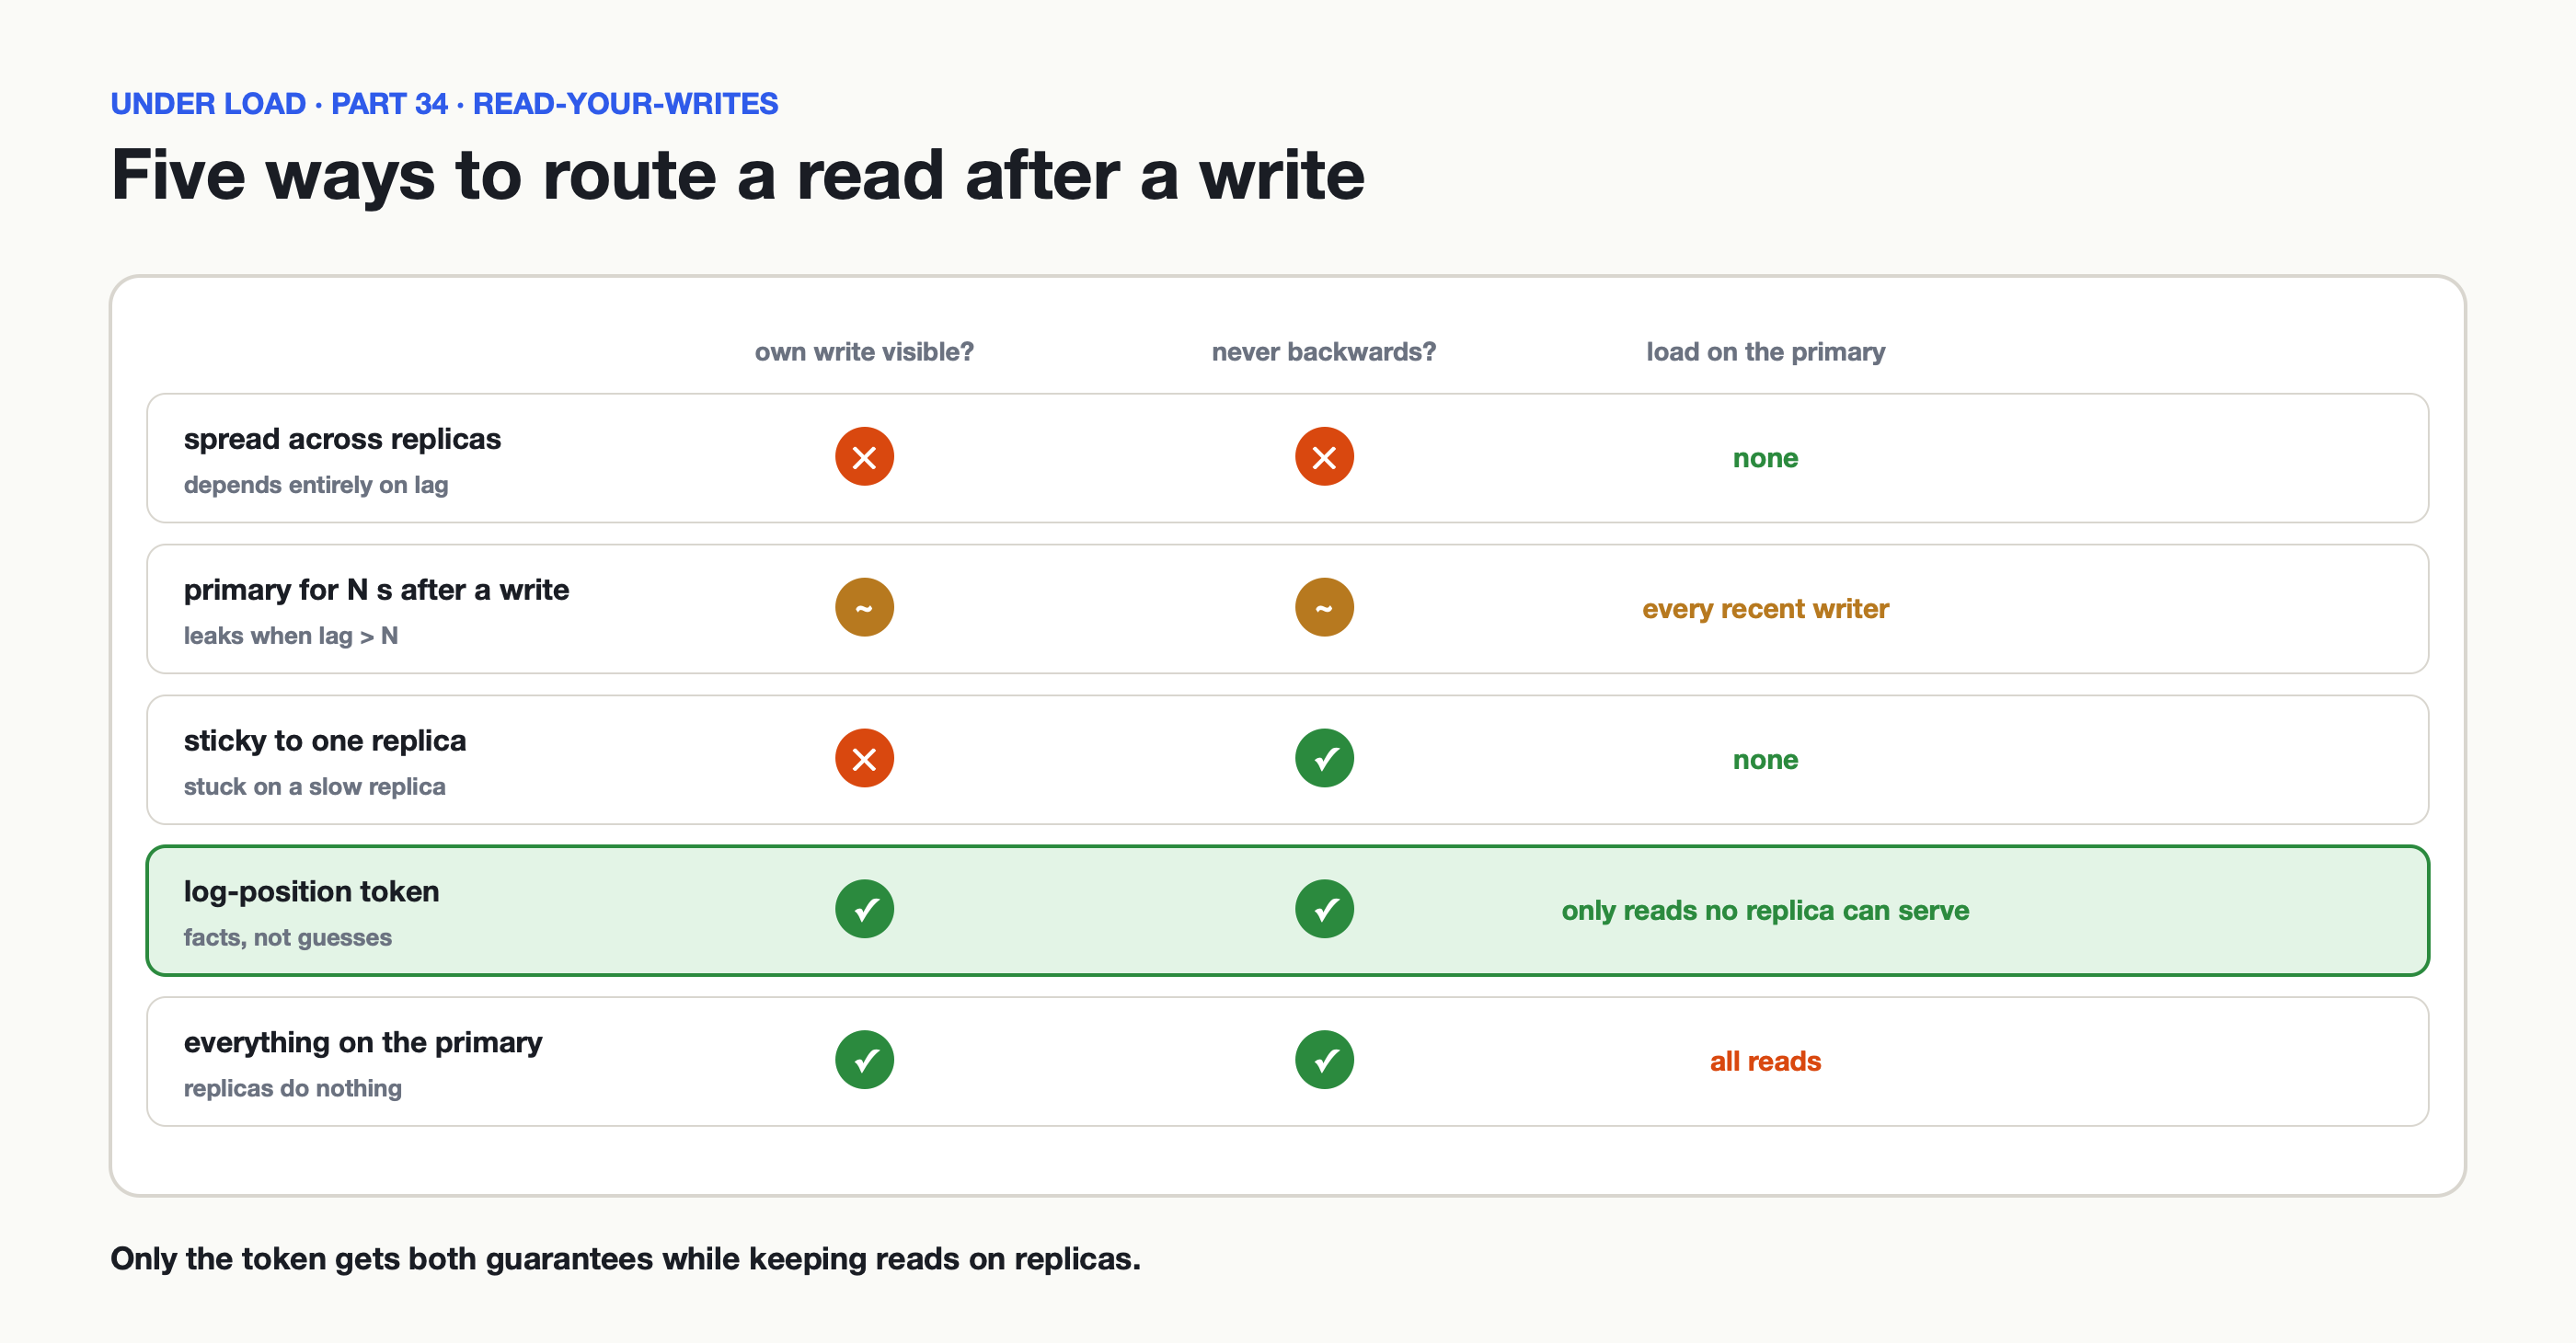 UNDER LOAD · PART 34 · READ-YOUR-WRITES
Five ways to route a read after a write
own write visible? never backwards? load on the primary
spread across replicas
depends entirely on lag
none
primary for N s after a write
leaks when lag > N
~ ~ every recent writer
sticky to one replica
stuck on a slow replica
none
log-position token
facts, not guesses
only reads no replica can serve
everything on the primary
replicas do nothing
all reads
Only the token gets both guarantees while keeping reads on replicas.